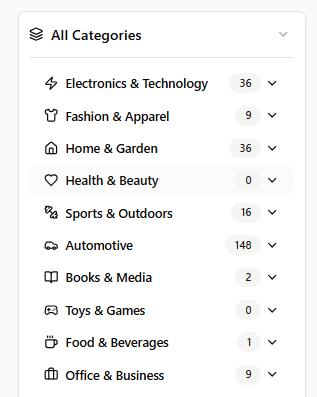 All Categories
Electronics & Technology 36
Fashion & Apparel 9
Home & Garden 36
Health & Beauty 0
Sports & Outdoors 16
Automotive 148
Books & Media 2
Toys & Games 0
Food & Beverages 1
Office & Business 9